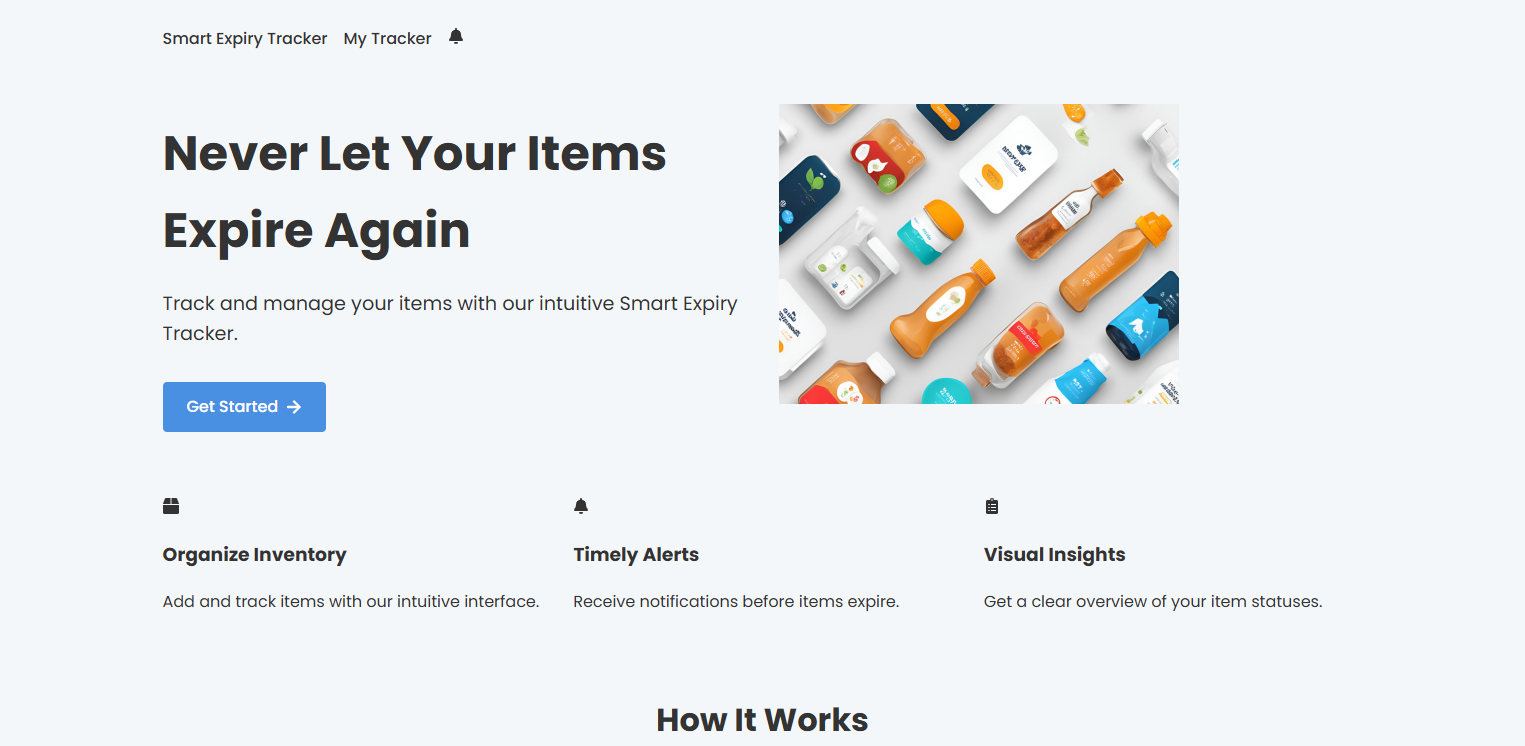 Smart Expiry Tracker My Tracker
Never Let Your Items
Expire Again
Track and manage your items with our intuitive Smart Expiry
Tracker.
Get Started
Organize Inventory
Add and track items with our intuitive interface.
Timely Alerts
Receive notifications before items expire.
Visual Insights
Get a clear overview of your item statuses.
How It Works